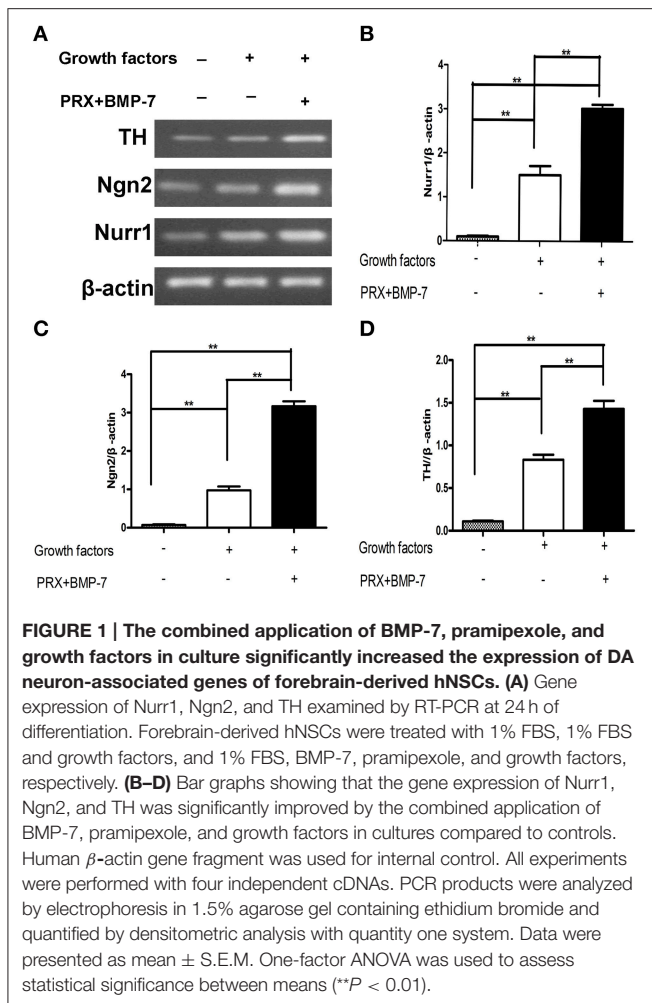 A
Growth factors – + +
PRX+BMP-7 – – +
TH
Ngn2
Nurr1
β-actin
B
**
**
**
Nurr1/β -actin
4
3
2
1
0
Growth factors - + +
PRX+BMP-7 - - +
C
**
**
**
Ngn2/β -actin
4
3
2
1
0
Growth factors - + +
PRX+BMP-7 - - +
D
**
**
**
TH//β -actin
2.0
1.5
1.0
0.5
0.0
Growth factors - + +
PRX+BMP-7 - - +
FIGURE 1 | The combined application of BMP-7, pramipexole, and
growth factors in culture significantly increased the expression of DA
neuron-associated genes of forebrain-derived hNSCs. (A) Gene
expression of Nurr1, Ngn2, and TH examined by RT-PCR at 24 h of
differentiation. Forebrain-derived hNSCs were treated with 1% FBS, 1% FBS
and growth factors, and 1% FBS, BMP-7, pramipexole, and growth factors,
respectively. (B–D) Bar graphs showing that the gene expression of Nurr1,
Ngn2, and TH was significantly improved by the combined application of
BMP-7, pramipexole, and growth factors in cultures compared to controls.
Human β-actin gene fragment was used for internal control. All experiments
were performed with four independent cDNAs. PCR products were analyzed
by electrophoresis in 1.5% agarose gel containing ethidium bromide and
quantified by densitometric analysis with quantity one system. Data were
presented as mean ± S.E.M. One-factor ANOVA was used to assess
statistical significance between means (**P < 0.01).